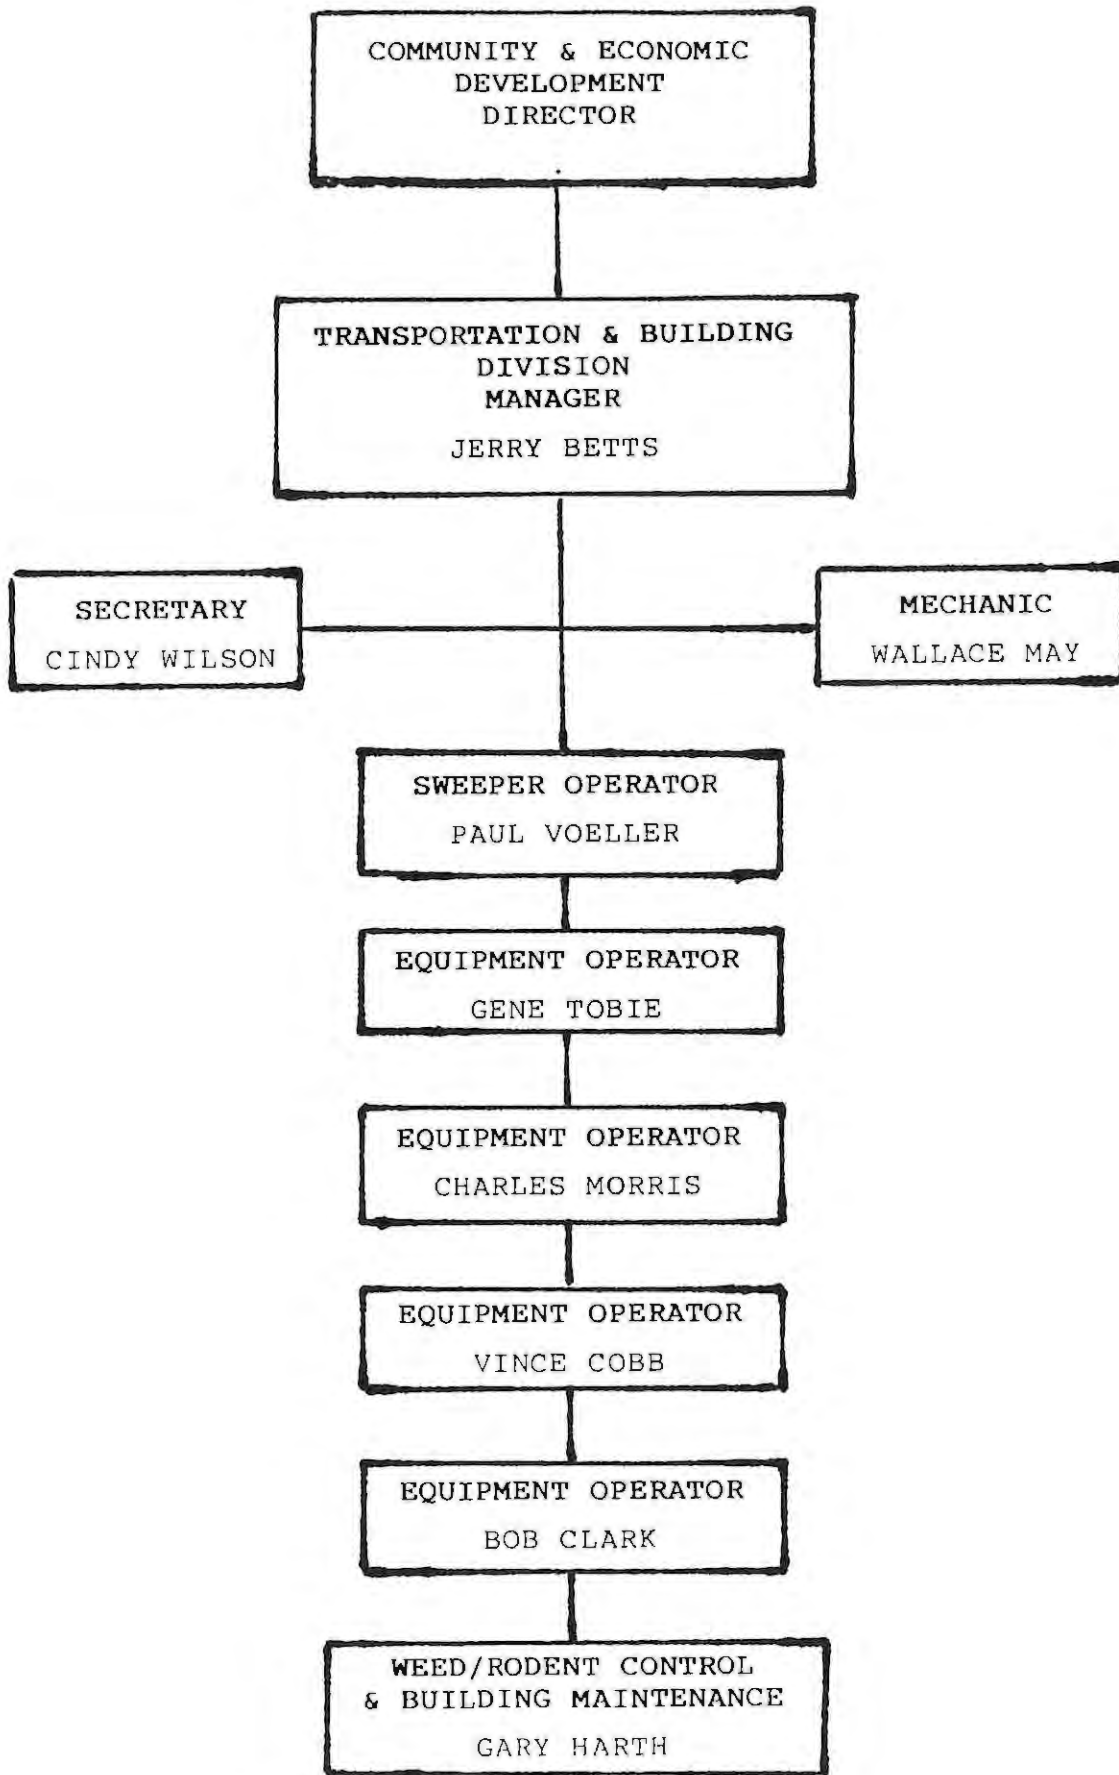 COMMUNITY & ECONOMIC
DEVELOPMENT
DIRECTOR
TRANSPORTATION & BUILDING
DIVISION
MANAGER
JERRY BETTS
SECRETARY
CINDY WILSON
MECHANIC
WALLACE MAY
SWEEPER OPERATOR
PAUL VOELLER
EQUIPMENT OPERATOR
GENE TOBIE
EQUIPMENT OPERATOR
CHARLES MORRIS
EQUIPMENT OPERATOR
VINCE COBB
EQUIPMENT OPERATOR
BOB CLARK
WEED/RODENT CONTROL
& BUILDING MAINTENANCE
GARY HARTH